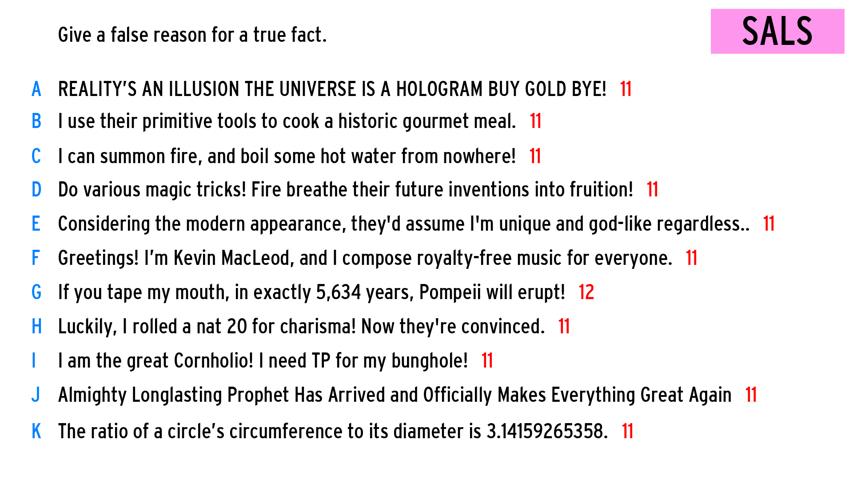 Give a false reason for a true fact.
SALS
A REALITY'S AN ILLUSION THE UNIVERSE IS A HOLOGRAM BUY GOLD BYE! 11
B I use their primitive tools to cook a historic gourmet meal. 11
C I can summon fire, and boil some hot water from nowhere! 11
D Do various magic tricks! Fire breathe their future inventions into fruition! 11
E Considering the modern appearance, they'd assume I'm unique and god-like regardless.. 11
F Greetings! I'm Kevin MacLeod, and I compose royalty-free music for everyone. 11
G If you tape my mouth, in exactly 5,634 years, Pompeii will erupt! 12
H Luckily, I rolled a nat 20 for charisma! Now they're convinced. 11
I I am the great Cornholio! I need TP for my bunghole! 11
J Almighty Longlasting Prophet Has Arrived and Officially Makes Everything Great Again 11
K The ratio of a circle's circumference to its diameter is 3.14159265358. 11